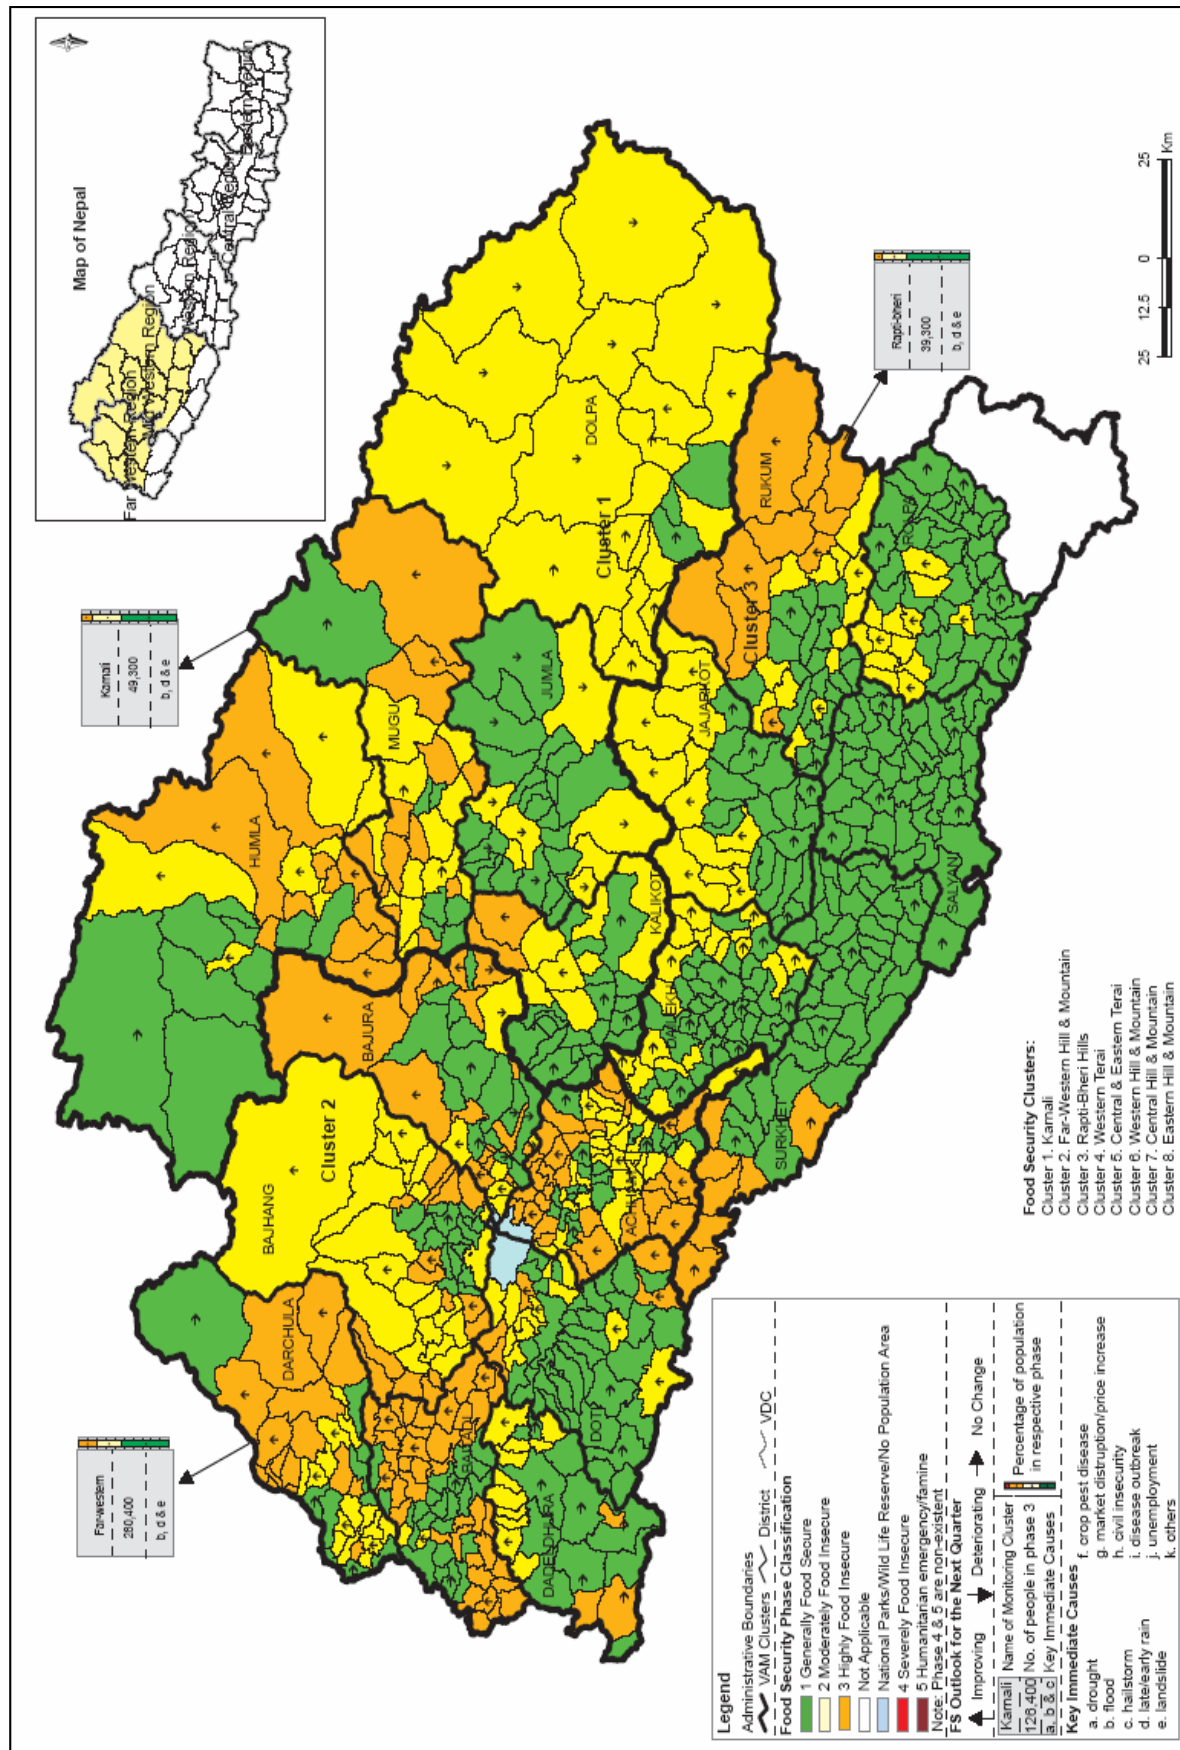 Map of Nepal
Far Western Region
Mid Western Region
Western Region
Central Region
Eastern Region
Far-western
280,400
b, d & e
Karnali
49,300
b, d & e
Rapti-bheri
39,300
b, d & e
DARCHULA
BAJHANG
Cluster 2
BAITADI
DADELDHURA
DOTI
ACHHAM
BAJURA
HUMLA
MUGU
JUMLA
KALIKOT
DAILEKH
SURKHET
JAJARKOT
SALYAN
DOLPA
Cluster 1
RUKUM
Cluster 3
ROLPA
25 12.5 0 25
Km
Food Security Clusters:
Cluster 1. Karnali
Cluster 2. Far-Western Hill & Mountain
Cluster 3. Rapti-Bheri Hills
Cluster 4. Western Terai
Cluster 5. Central & Eastern Terai
Cluster 6. Western Hill & Mountain
Cluster 7. Central Hill & Mountain
Cluster 8. Eastern Hill & Mountain
Legend
Administrative Boundaries
VAM Clusters District VDC
Food Security Phase Classification
1 Generally Food Secure
2 Moderately Food Insecure
3 Highly Food Insecure
Not Applicable
National Parks/Wild Life Reserve/No Population Area
4 Severely Food Insecure
5 Humanitarian emergency/famine
Note: Phase 4 & 5 are non-existent
FS Outlook for the Next Quarter
Improving Deteriorating No Change
Karnali Name of Monitoring Cluster
126,400 No. of people in phase 3
a, b & c Key Immediate Causes
Percentage of population
in respective phase
Key Immediate Causes
a. drought
b. flood
c. hailstorm
d. late/early rain
e. landslide
f. crop pest disease
g. market distruption/price increase
h. civil insecurity
i. disease outbreak
j. unemployment
k. others